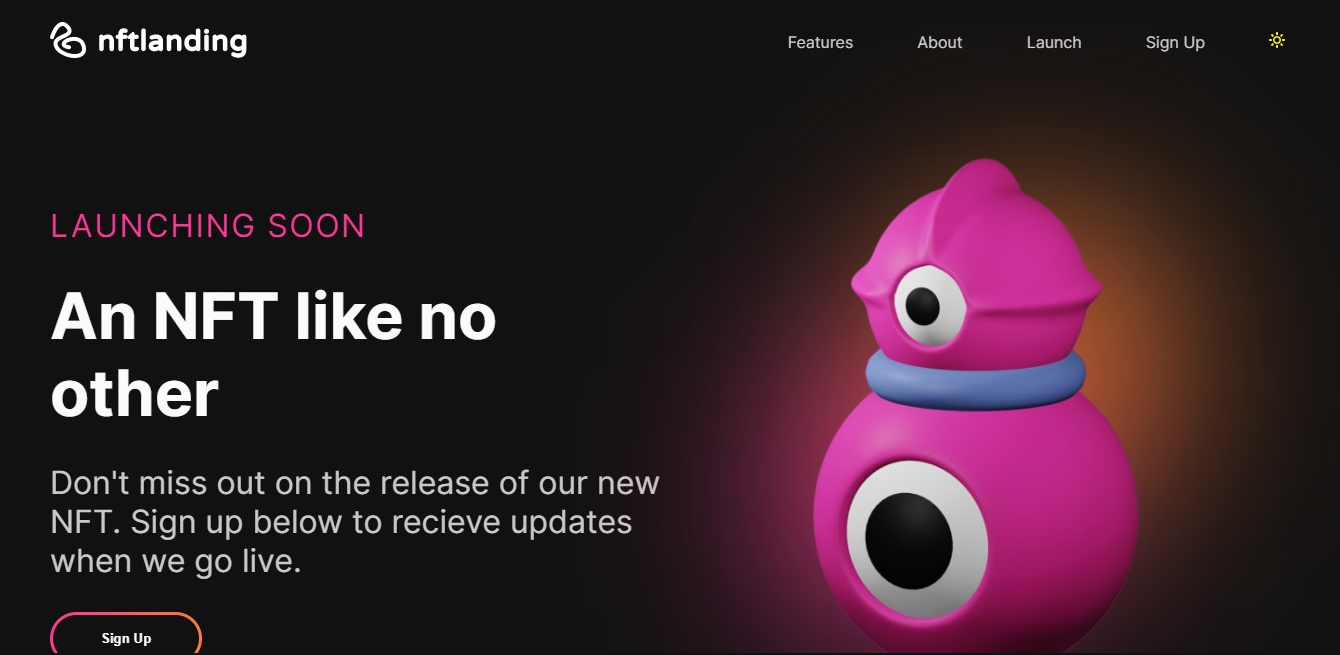 nftlanding
Features About Launch Sign Up
LAUNCHING SOON
An NFT like no
other
Don't miss out on the release of our new
NFT. Sign up below to recieve updates
when we go live.
Sign Up